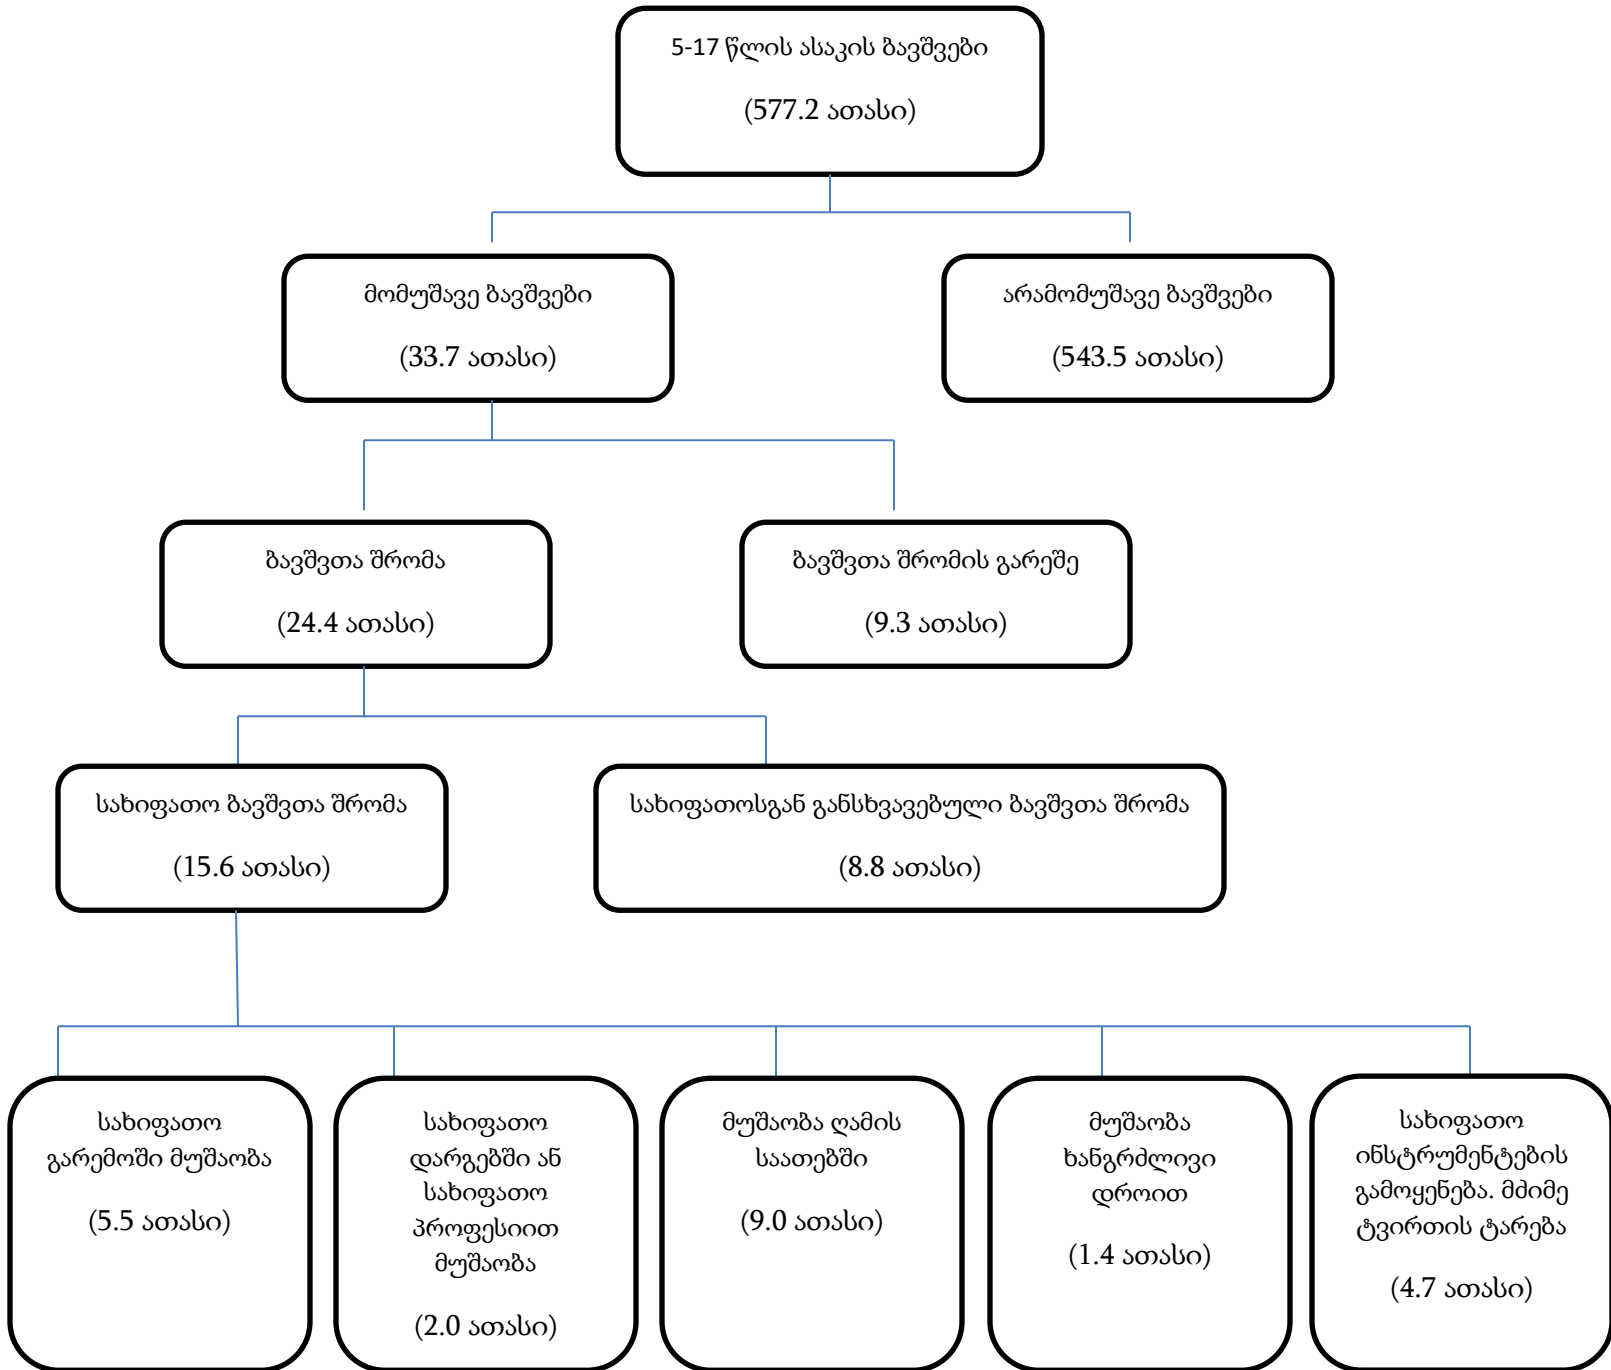 5-17 წლის ასაკის ბავშვები
(577.2 ათასი)
მომუშავე ბავშვები
(33.7 ათასი)
არამომუშავე ბავშვები
(543.5 ათასი)
ბავშვთა შრომა
(24.4 ათასი)
ბავშვთა შრომის გარეშე
(9.3 ათასი)
სახიფათო ბავშვთა შრომა
(15.6 ათასი)
სახიფათოსგან განსხვავებული ბავშვთა შრომა
(8.8 ათასი)
სახიფათო
გარემოში მუშაობა
(5.5 ათასი)
სახიფათო
დარგებში ან
სახიფათო
პროფესიით
მუშაობა
(2.0 ათასი)
მუშაობა ღამის
საათებში
(9.0 ათასი)
მუშაობა
ხანგრძლივი
დროით
(1.4 ათასი)
სახიფათო
ინსტრუმენტების
გამოყენება. მძიმე
ტვირთის ტარება
(4.7 ათასი)